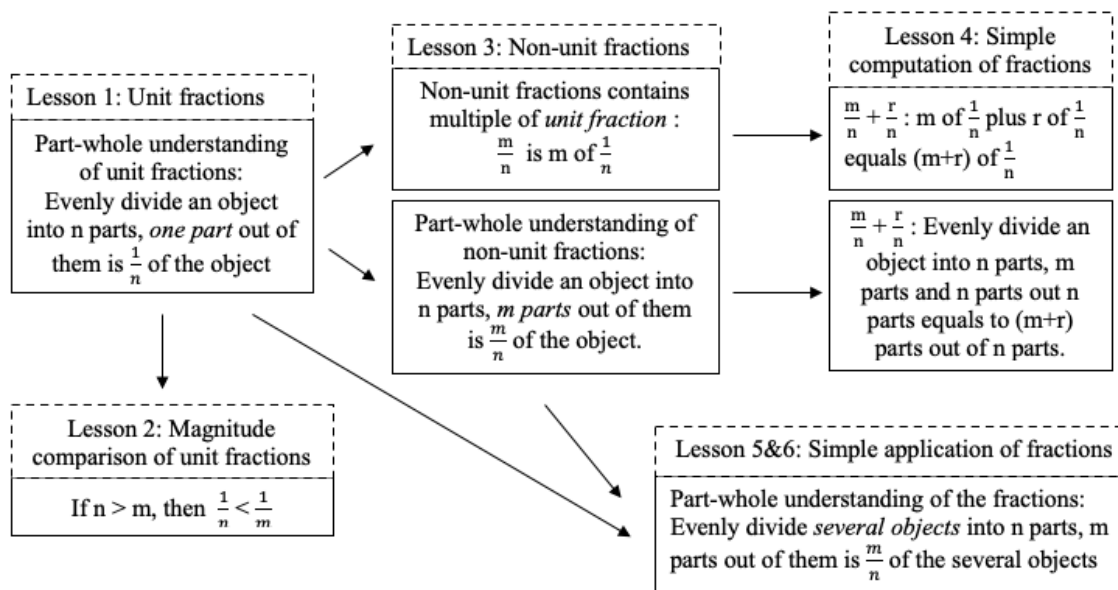 Lesson 1: Unit fractions
Part-whole understanding
of unit fractions:
Evenly divide an object
into n parts, one part out of
them is 1/n of the object
Lesson 2: Magnitude
comparison of unit fractions
If n > m, then 1/n < 1/m
Lesson 3: Non-unit fractions
Non-unit fractions contains
multiple of unit fraction :
m/n is m of 1/n
Part-whole understanding of
non-unit fractions:
Evenly divide an object into
n parts, m parts out of them
is m/n of the object.
Lesson 4: Simple
computation of fractions
m/n + r/n : m of 1/n plus r of 1/n
equals (m+r) of 1/n
m/n + r/n : Evenly divide an
object into n parts, m
parts and n parts out n
parts equals to (m+r)
parts out of n parts.
Lesson 5&6: Simple application of fractions
Part-whole understanding of the fractions:
Evenly divide several objects into n parts, m
parts out of them is m/n of the several objects